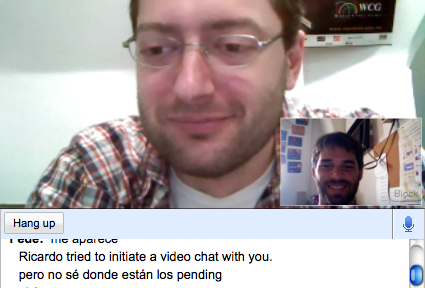 WCG
Block
Hang up
Fede: me aparece
Ricardo tried to initiate a video chat with you.
pero no sé donde están los pending